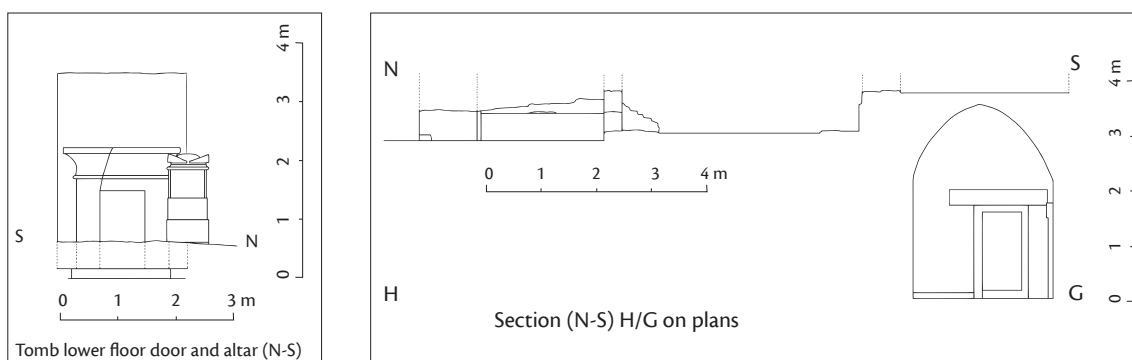 4 m
3
2
1
0
S
N
0 1 2 3 m
Tomb lower floor door and altar (N-S)
N
S
4 m
3
2
1
0
0 1 2 3 4 m
H
G
Section (N-S) H/G on plans